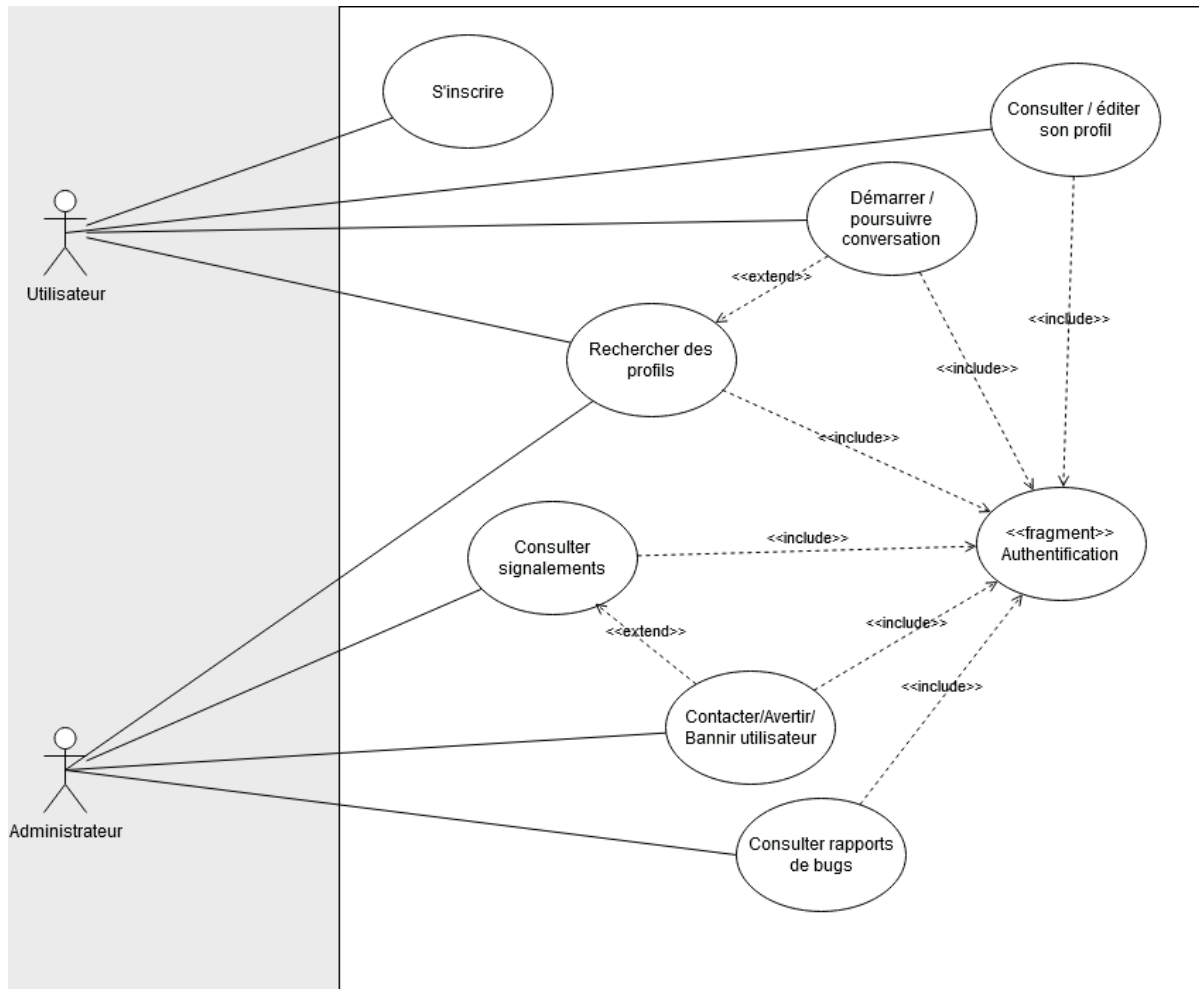 S'inscrire
Consulter / éditer
son profil
Démarrer /
poursuivre
conversation
Utilisateur
<<extend>>
<<include>>
Rechercher des
profils
<<include>>
<<include>>
<<fragment>>
Authentification
Consulter
signalements
<<include>>
<<extend>>
<<include>>
<<include>>
Contacter/Avertir/
Bannir utilisateur
Administrateur
Consulter rapports
de bugs